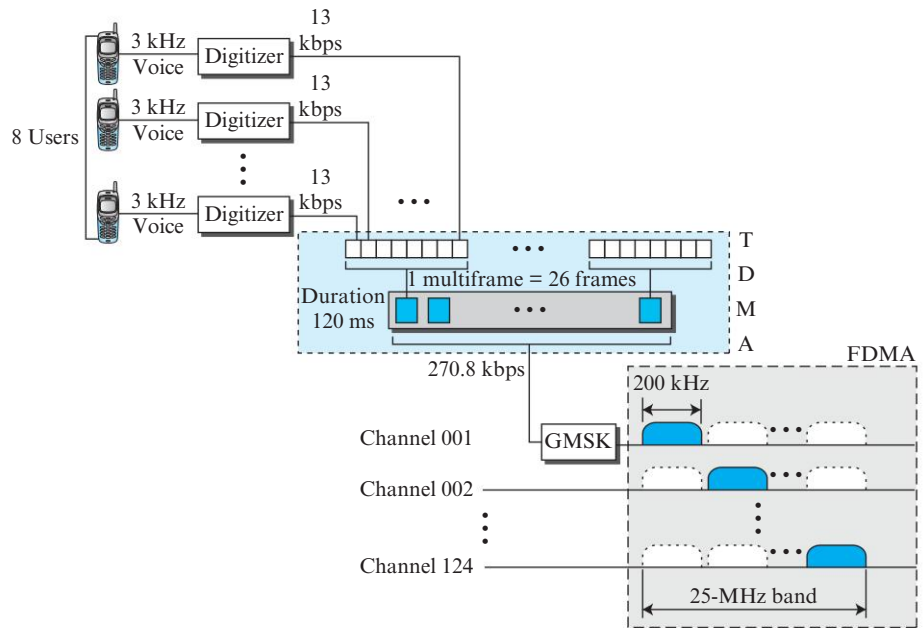 13
3 kHz
Voice
Digitizer
kbps
13
3 kHz
Voice
Digitizer
kbps
8 Users
13
3 kHz
Voice
Digitizer
kbps
T
D
1 multiframe = 26 frames
Duration
120 ms
M
A
270.8 kbps
FDMA
200 kHz
Channel 001
GMSK
Channel 002
Channel 124
25-MHz band